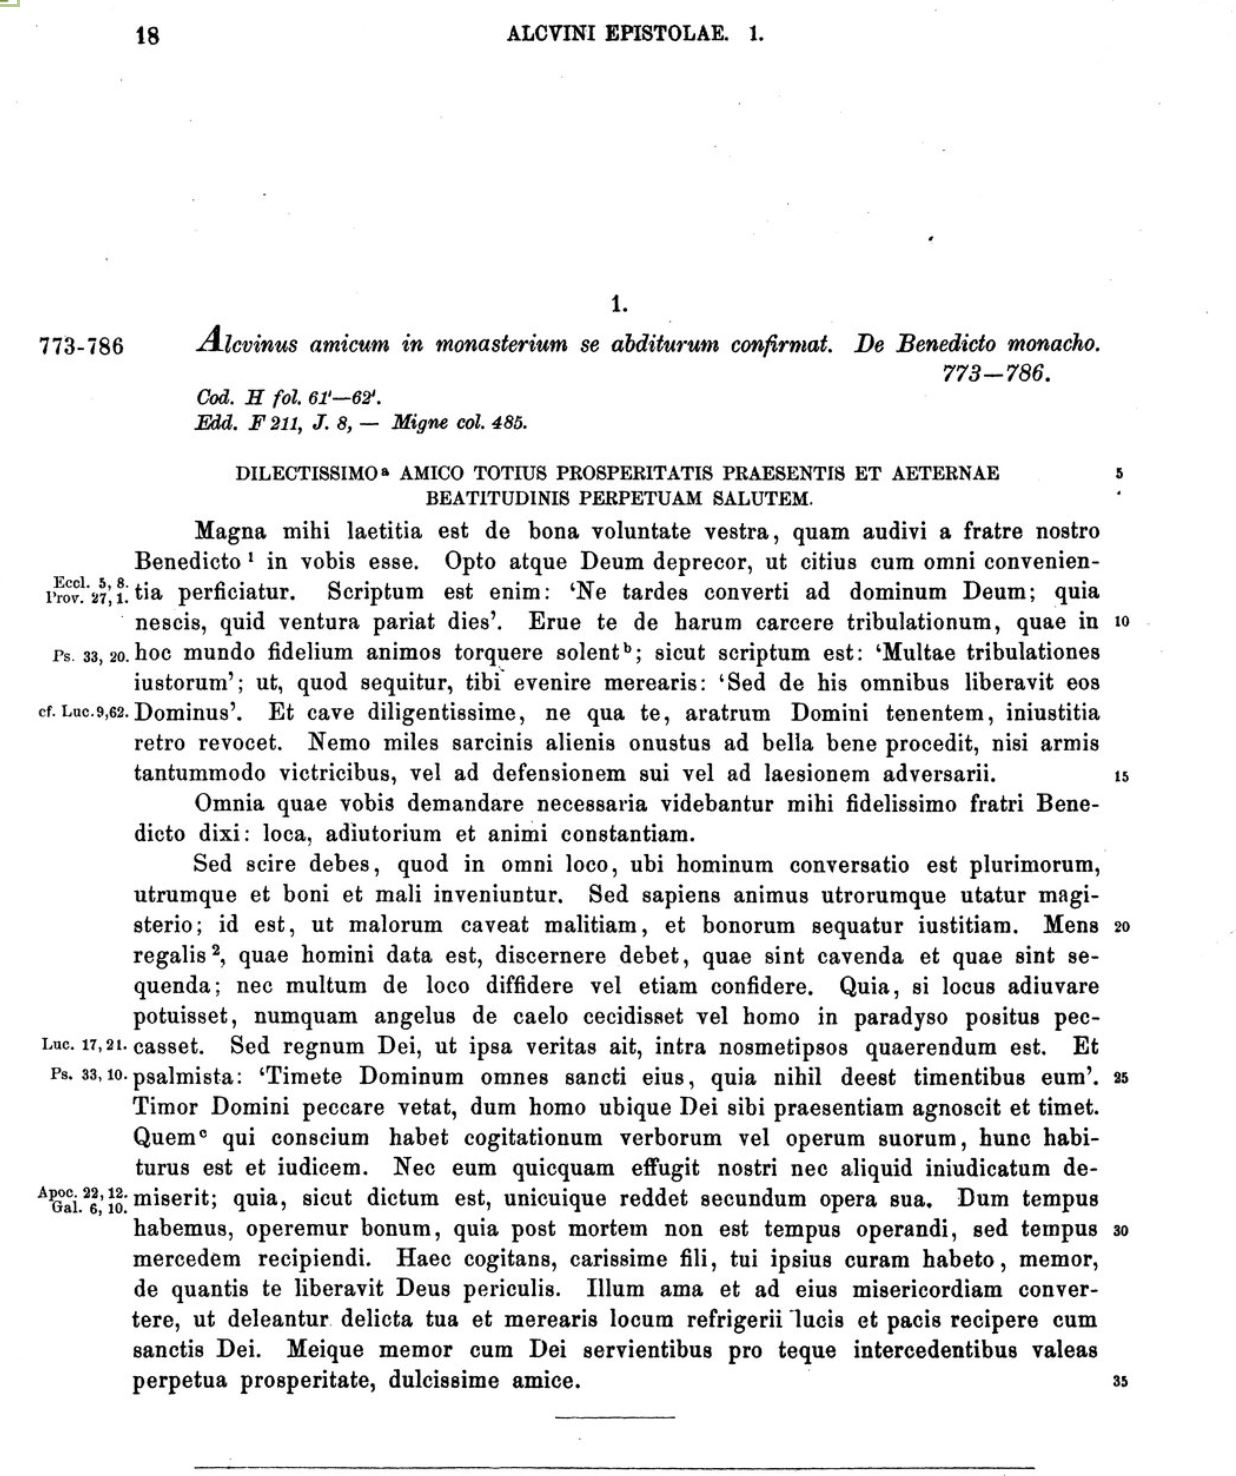 18
ALCVINI EPISTOLAE. 1.
1.
773-786
Alcvinus amicum in monasterium se abditurum confirmat. De Benedicto monacho.
773—786.
Cod. H fol. 61'—62'.
Edd. F 211, J. 8, — Migne col. 485.
DILECTISSIMOᵃ AMICO TOTIUS PROSPERITATIS PRAESENTIS ET AETERNAE 5
BEATITUDINIS PERPETUAM SALUTEM.
Magna mihi laetitia est de bona voluntate vestra, quam audivi a fratre nostro
Benedicto ¹ in vobis esse. Opto atque Deum deprecor, ut citius cum omni convenien-
Eccl. 5, 8.
Prov. 27, 1.
tia perficiatur. Scriptum est enim: ‘Ne tardes converti ad dominum Deum; quia
nescis, quid ventura pariat dies’. Erue te de harum carcere tribulationum, quae in 10
Ps. 33, 20. hoc mundo fidelium animos torquere solentᵇ; sicut scriptum est: ‘Multae tribulationes
iustorum’; ut, quod sequitur, tibi evenire merearis: ‘Sed de his omnibus liberavit eos
cf. Luc. 9,62. Dominus’. Et cave diligentissime, ne qua te, aratrum Domini tenentem, iniustitia
retro revocet. Nemo miles sarcinis alienis onustus ad bella bene procedit, nisi armis
tantummodo victricibus, vel ad defensionem sui vel ad laesionem adversarii. 15
Omnia quae vobis demandare necessaria videbantur mihi fidelissimo fratri Bene-
dicto dixi: loca, adiutorium et animi constantiam.
Sed scire debes, quod in omni loco, ubi hominum conversatio est plurimorum,
utrumque et boni et mali inveniuntur. Sed sapiens animus utrorumque utatur magi-
sterio; id est, ut malorum caveat malitiam, et bonorum sequatur iustitiam. Mens 20
regalis ², quae homini data est, discernere debet, quae sint cavenda et quae sint se-
quenda; nec multum de loco diffidere vel etiam confidere. Quia, si locus adiuvare
potuisset, numquam angelus de caelo cecidisset vel homo in paradyso positus pec-
Luc. 17, 21. casset. Sed regnum Dei, ut ipsa veritas ait, intra nosmetipsos quaerendum est. Et
Ps. 33, 10. psalmista: ‘Timete Dominum omnes sancti eius, quia nihil deest timentibus eum’. 25
Timor Domini peccare vetat, dum homo ubique Dei sibi praesentiam agnoscit et timet.
Quemᶜ qui conscium habet cogitationum verborum vel operum suorum, hunc habi-
turus est et iudicem. Nec eum quicquam effugit nostri nec aliquid iniudicatum de-
Apoc. 22, 12.
Gal. 6, 10.
miserit; quia, sicut dictum est, unicuique reddet secundum opera sua. Dum tempus
habemus, operemur bonum, quia post mortem non est tempus operandi, sed tempus 30
mercedem recipiendi. Haec cogitans, carissime fili, tui ipsius curam habeto, memor,
de quantis te liberavit Deus periculis. Illum ama et ad eius misericordiam conver-
tere, ut deleantur delicta tua et merearis locum refrigerii lucis et pacis recipere cum
sanctis Dei. Meique memor cum Dei servientibus pro teque intercedentibus valeas
perpetua prosperitate, dulcissime amice. 35